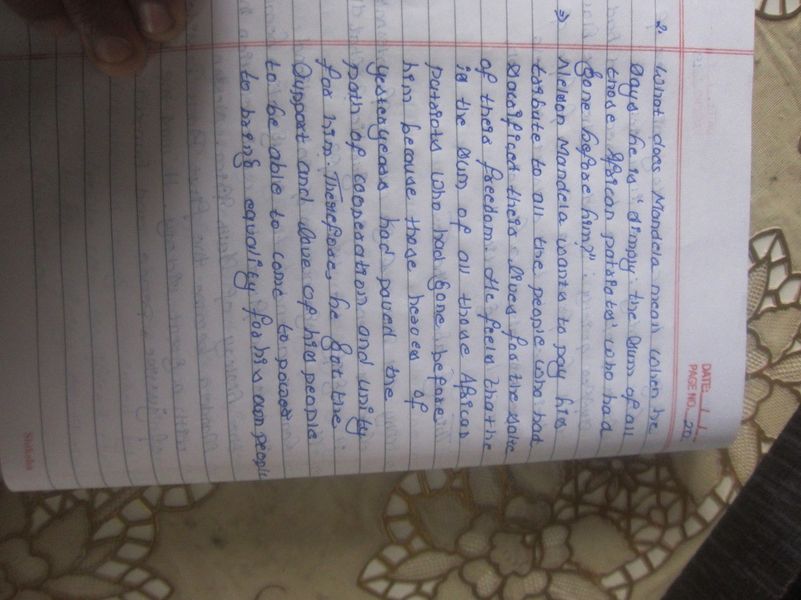 DATE: / /
PAGE NO. 20
2. What does Mandela mean when he
says he is "simply the sum of all
those African patriots" who had
gone before him?"
⇒ Nelson Mandela wants to pay his
tribute to all the people who had
sacrificed their lives for the sake
of their freedom. He feels that he
is the sum of all those African
patriots who had gone before
him because those heroes of
yesteryears had paved the
path of cooperation and unity
for him. Therefore, he got the
support and love of his people
to be able to come to power
to bring equality for his own people